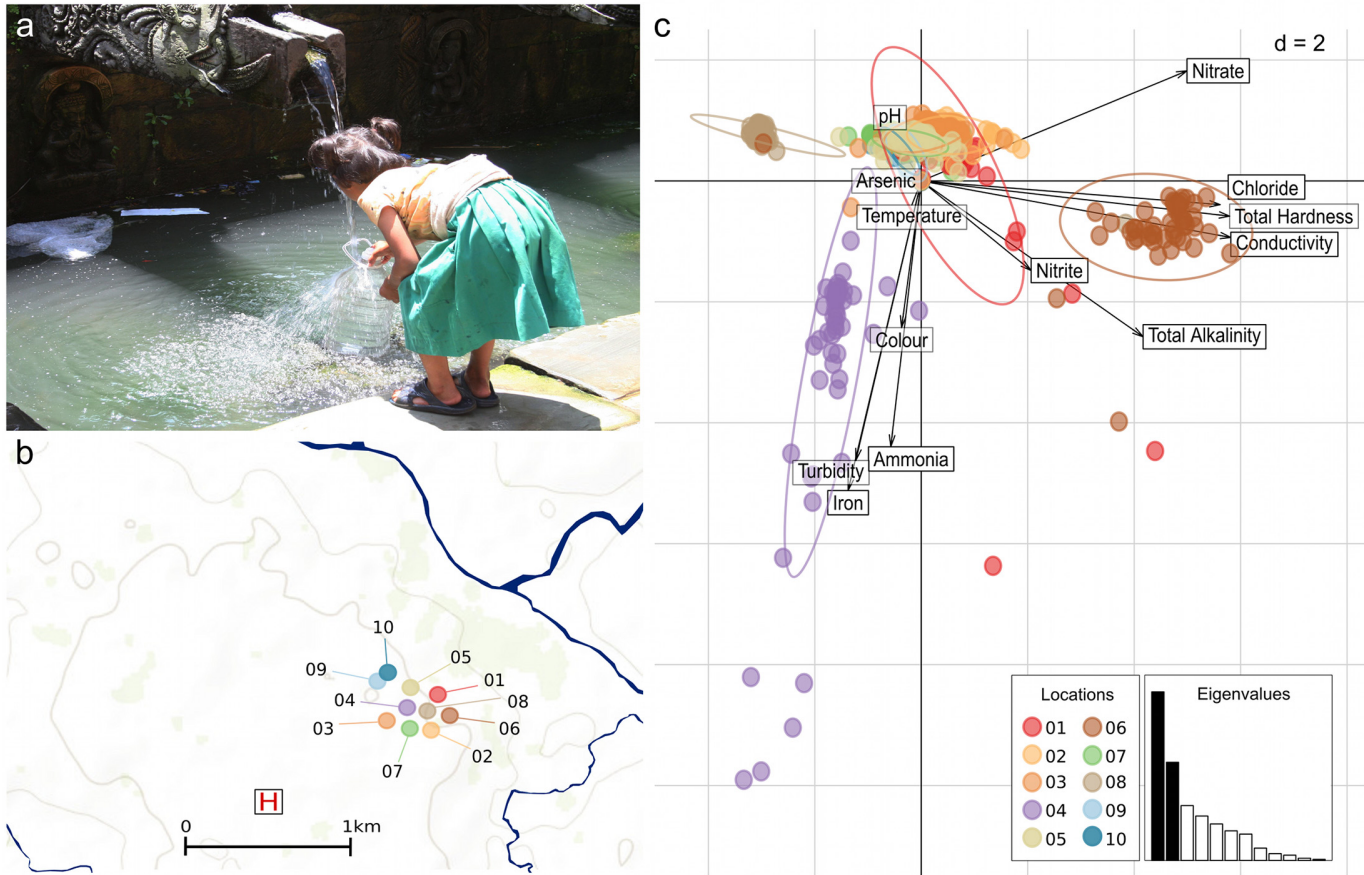 a
b
10
09
05
01
04
08
03
06
07
02
H
0
1km
c
d = 2
Nitrate
pH
Arsenic
Chloride
Temperature
Total Hardness
Conductivity
Nitrite
Total Alkalinity
Colour
Ammonia
Turbidity
Iron
Locations
01
06
02
07
03
08
04
09
05
10
Eigenvalues